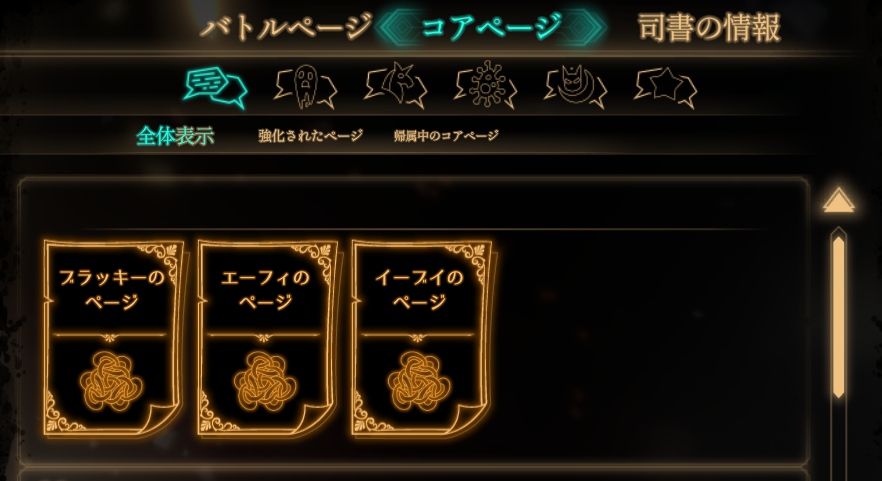 バトルページ コアページ 司書の情報
全体表示 強化されたページ 帰属中のコアページ
ブラッキーの
ページ
エーフィの
ページ
イーブイの
ページ